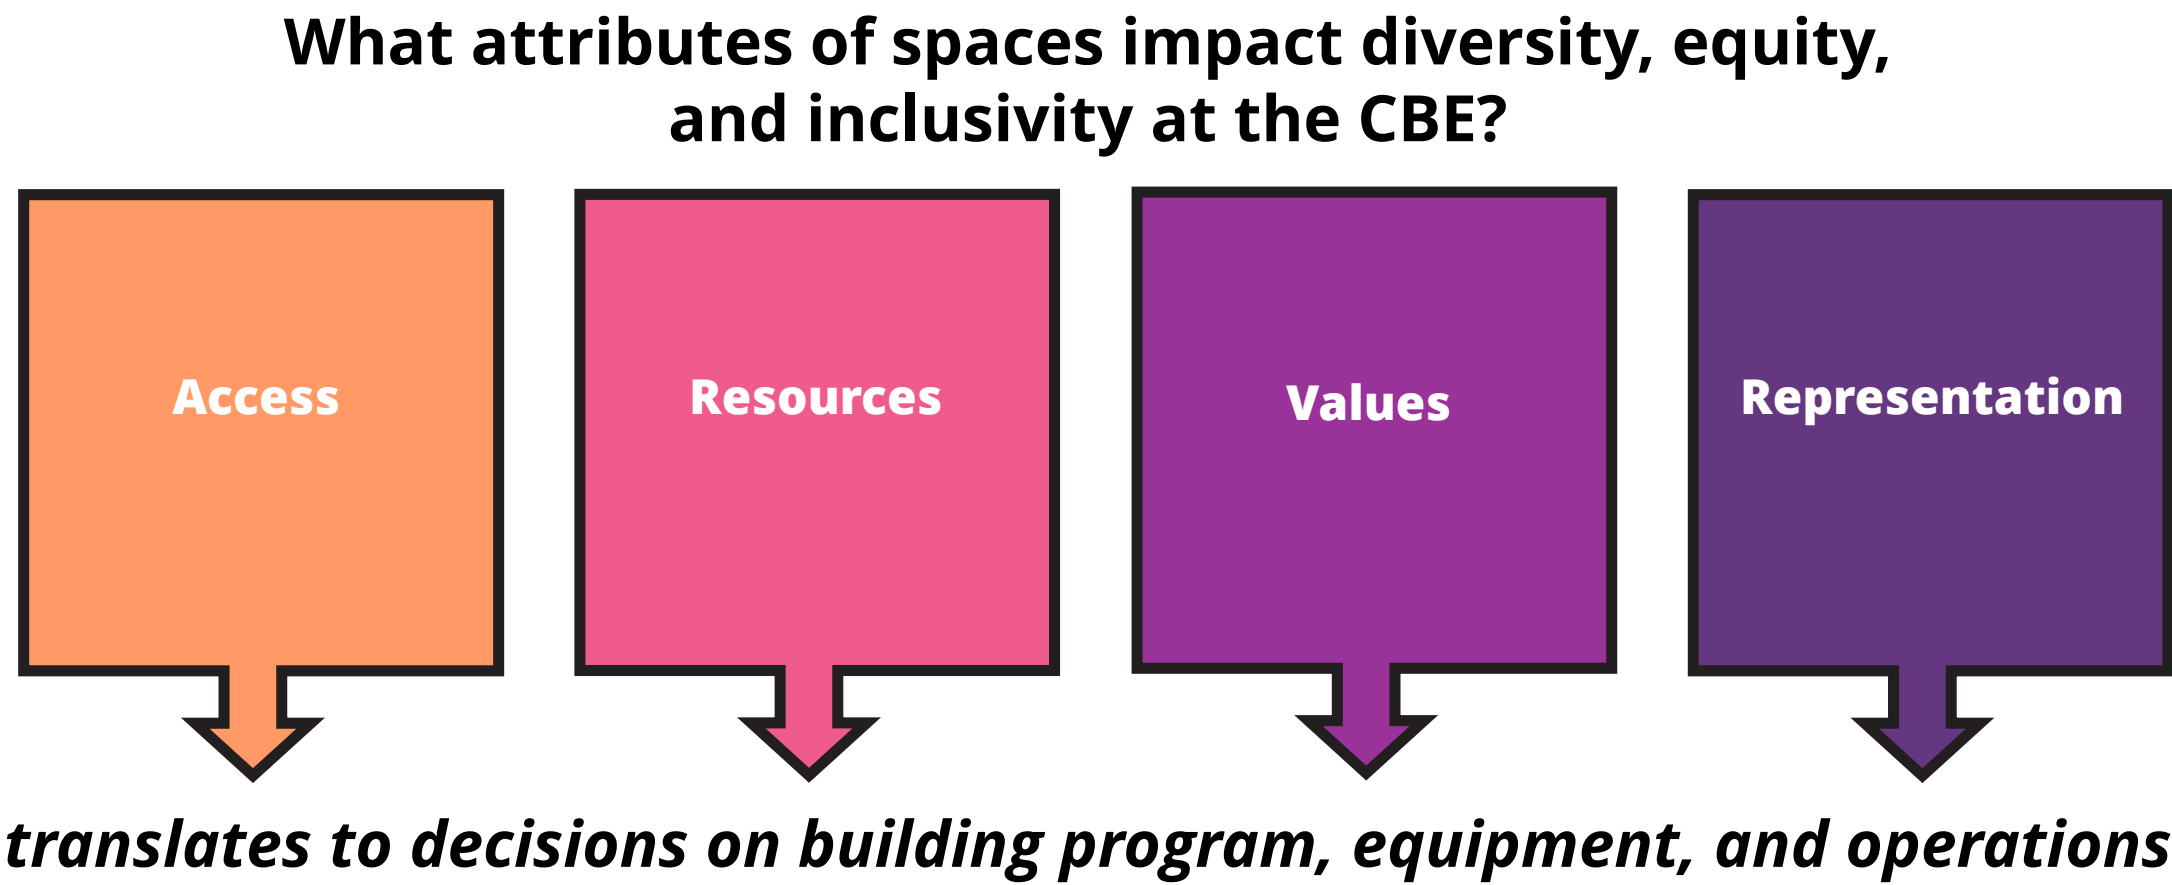 What attributes of spaces impact diversity, equity,
and inclusivity at the CBE?
Access
Resources
Values
Representation
translates to decisions on building program, equipment, and operations